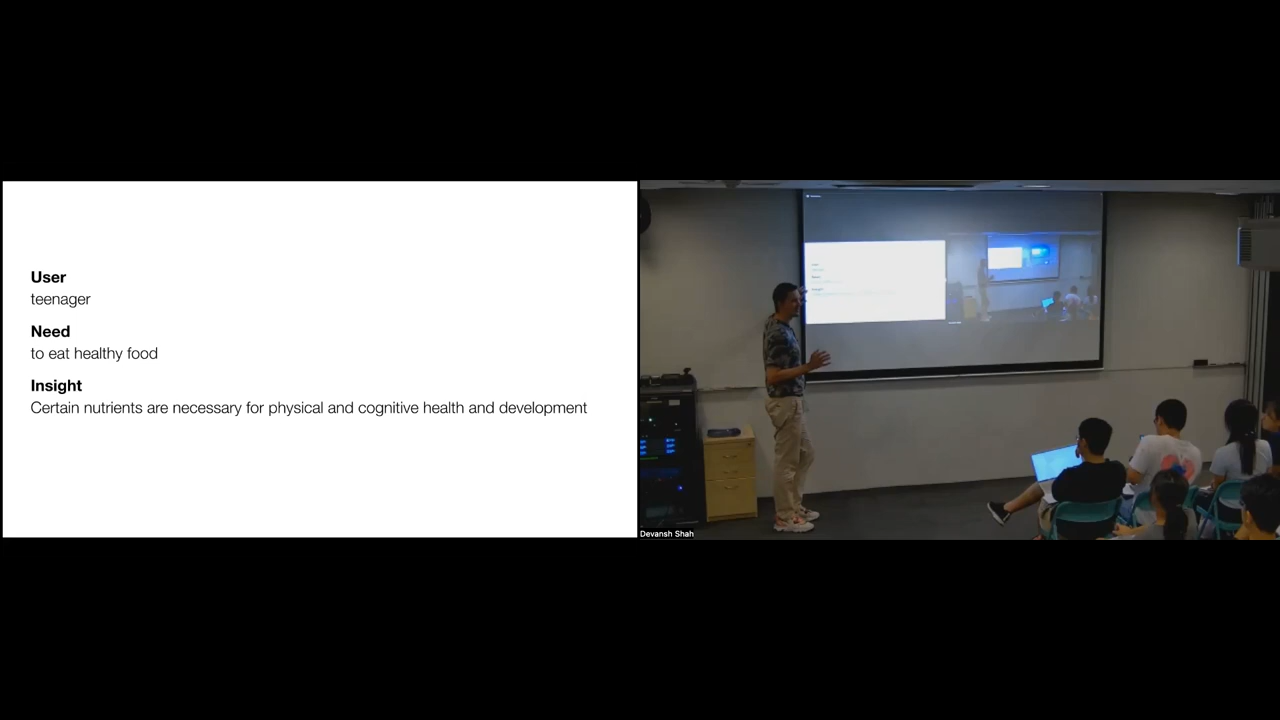 User
teenager
Need
to eat healthy food
Insight
Certain nutrients are necessary for physical and cognitive health and development
Devansh Shah